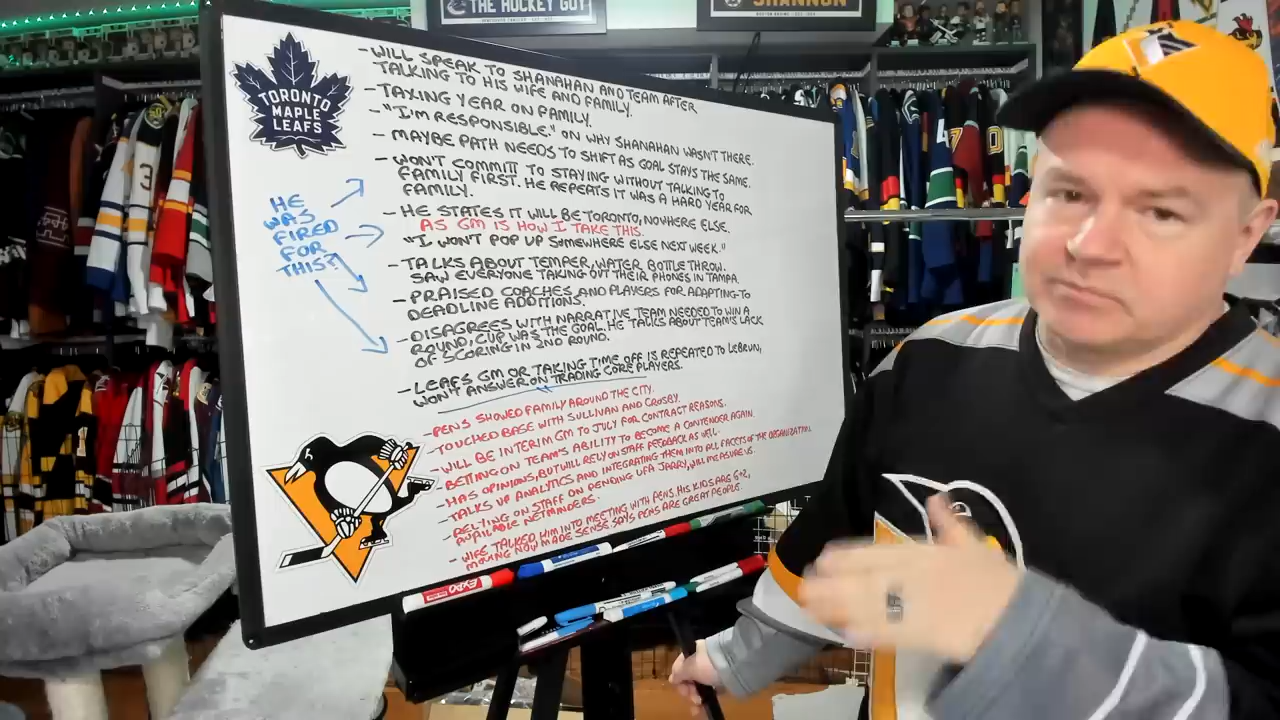 THE HOCKEY GUY
SHANNON
TORONTO
MAPLE
LEAFS
- WILL SPEAK TO SHANAHAN AND TEAM AFTER
TALKING TO HIS WIFE AND FAMILY.
- TAXING YEAR ON FAMILY.
- "I'M RESPONSIBLE." ON WHY SHANAHAN WASN'T THERE.
- MAYBE PATH NEEDS TO SHIFT AS GOAL STAYS THE SAME.
- WON'T COMMIT TO STAYING WITHOUT TALKING TO
FAMILY FIRST. HE REPEATS IT WAS A HARD YEAR FOR
FAMILY.
- HE STATES IT WILL BE TORONTO, NOWHERE ELSE.
AS GM IS HOW I TAKE THIS.
"I WON'T POP UP SOMEWHERE ELSE NEXT WEEK."
- TALKS ABOUT TEMPER, WATER BOTTLE THROW.
SAW EVERYONE TAKING OUT THEIR PHONES IN TAMPA.
- PRAISED COACHES AND PLAYERS FOR ADAPTING TO
DEADLINE ADDITIONS.
- DISAGREES WITH NARRATIVE TEAM NEEDED TO WIN A
ROUND, CUP WAS THE GOAL. HE TALKS ABOUT TEAM'S LACK
OF SCORING IN 2ND ROUND.
- LEAFS GM OR TAKING TIME OFF IS REPEATED TO LEBRUN,
WON'T ANSWER ON TRADING CORE PLAYERS.
HE
WAS
FIRED
FOR
THIS?
- PENS SHOWED FAMILY AROUND THE CITY.
- TOUCHED BASE WITH SULLIVAN AND CROSBY.
- WILL BE INTERIM GM TO JULY FOR CONTRACT REASONS.
- BETTING ON TEAM'S ABILITY TO BECOME A CONTENDER AGAIN.
- HAS OPINIONS, BUT WILL RELY ON STAFF FEEDBACK AS WELL.
- TALKS UP ANALYTICS AND INTEGRATING THEM INTO ALL FACETS OF THE ORGANIZATION.
- RELYING ON STAFF ON PENDING UFA JARRY, WILL MEASURE VS.
AVAILABLE NETMINDERS.
- WIFE TALKED HIM INTO MEETING WITH PENS. HIS KIDS ARE 6+2,
MOVING NOW MADE SENSE. SAYS PENS ARE GREAT PEOPLE.
EXPO